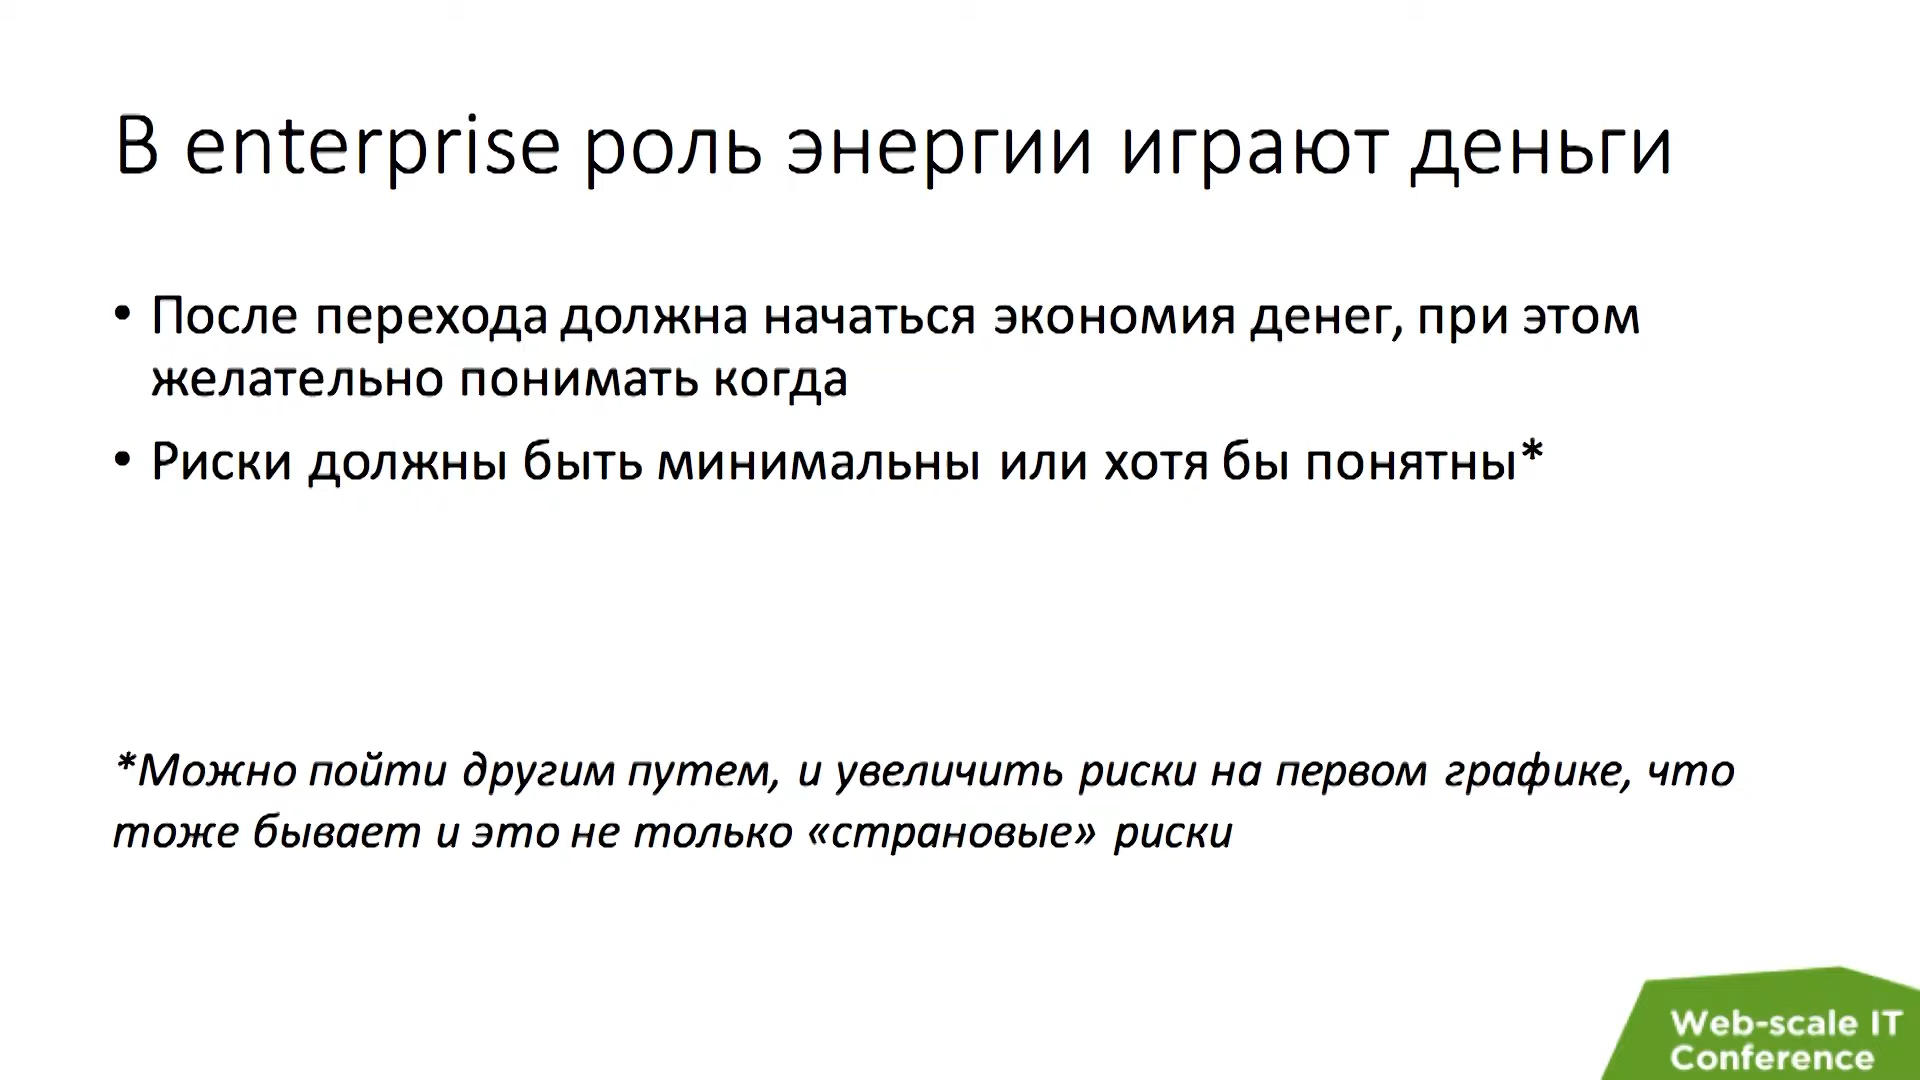 В enterprise роль энергии играют деньги
• После перехода должна начаться экономия денег, при этом
желательно понимать когда
• Риски должны быть минимальны или хотя бы понятны*
*Можно пойти другим путем, и увеличить риски на первом графике, что
тоже бывает и это не только «страновые» риски
Web-scale IT
Conference